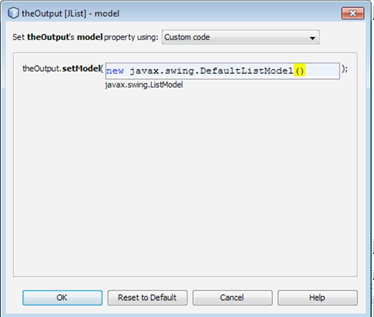 theOutput [JList] - model
Set theOutput's model property using: Custom code
theOutput.setModel( new javax.swing.DefaultListModel() );
javax.swing.ListModel
OK Reset to Default Cancel Help